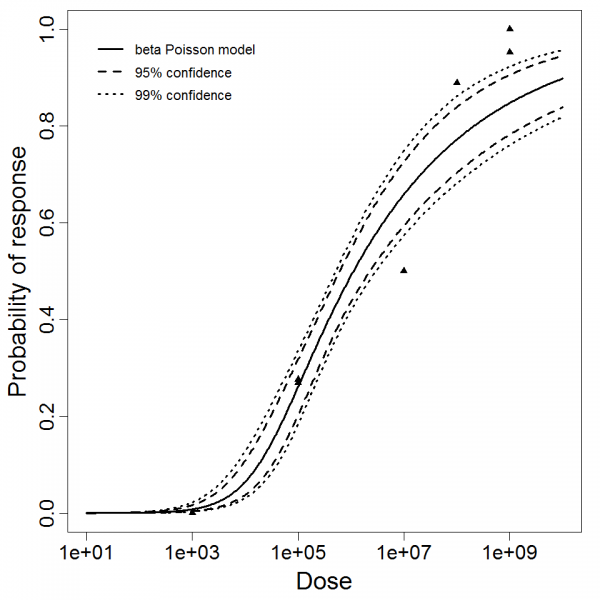 beta Poisson model
95% confidence
99% confidence
Probability of response
1.0
0.8
0.6
0.4
0.2
0.0
1e+01 1e+03 1e+05 1e+07 1e+09
Dose